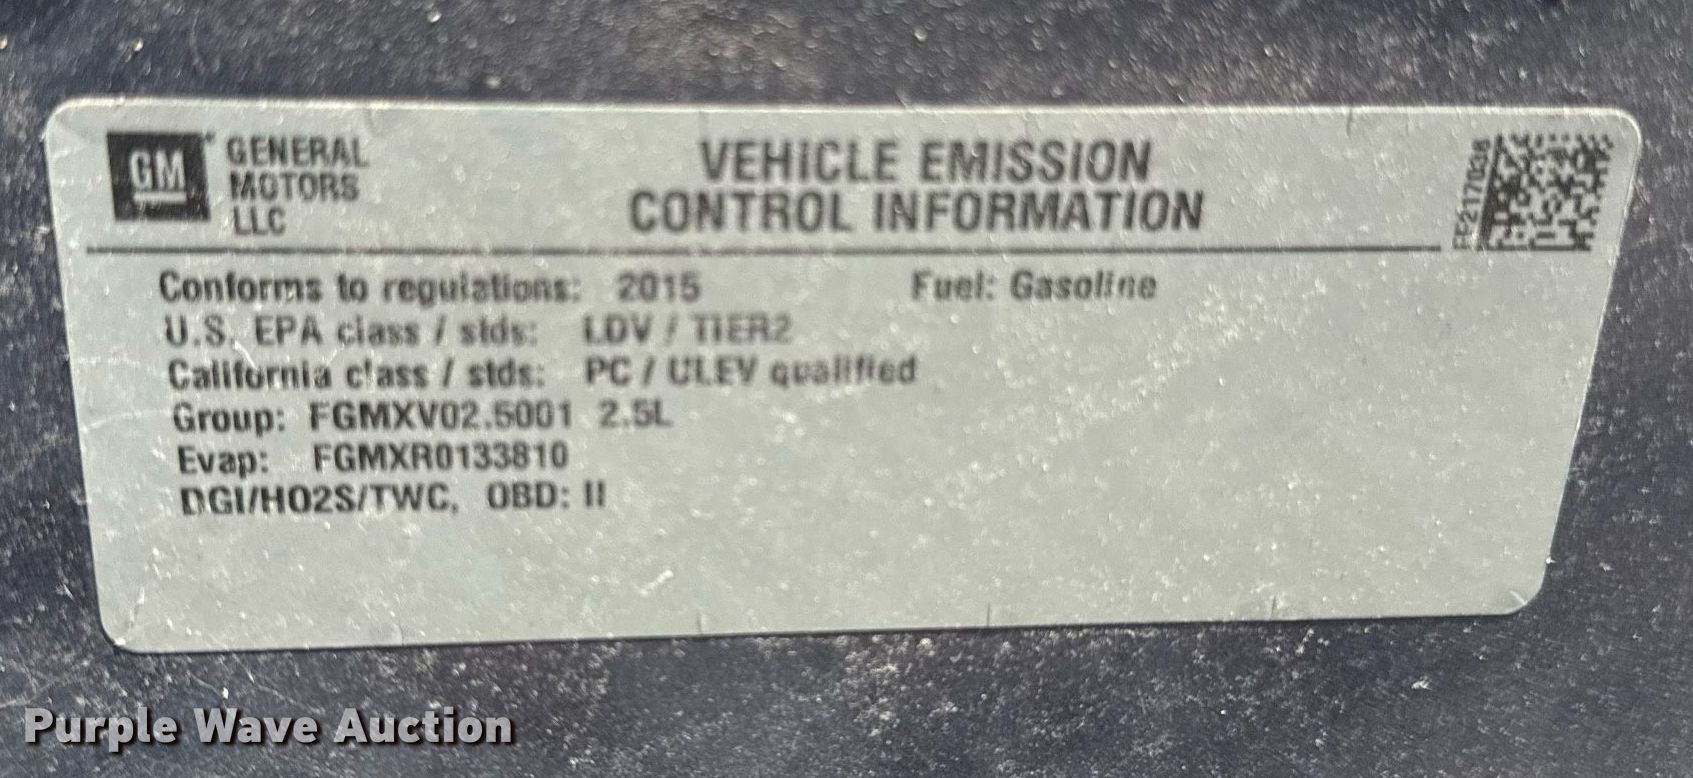 GM
GENERAL
MOTORS
LLC
VEHICLE EMISSION
CONTROL INFORMATION
Conforms to regulations: 2015 Fuel: Gasoline
U.S. EPA class / stds: LDV / TIER2
California class / stds: PC / ULEV qualified
Group: FGMXV02.5001 2.5L
Evap: FGMXR0133810
DGI/HO2S/TWC, OBD: II
Purple Wave Auction